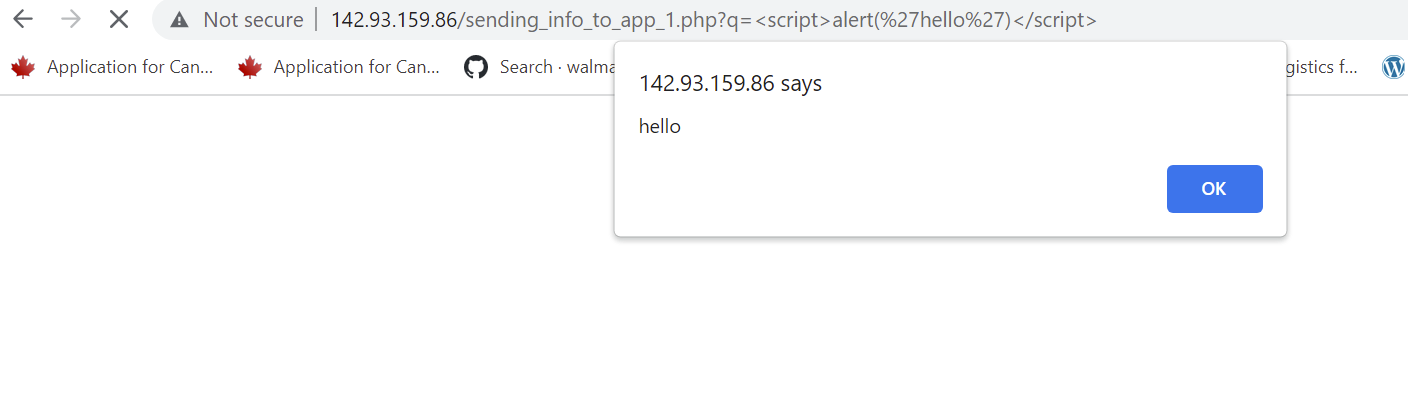 Not secure | 142.93.159.86/sending_info_to_app_1.php?q=<script>alert(%27hello%27)</script>
Application for Can... Application for Can... Search · walma gistics f...
142.93.159.86 says
hello
OK